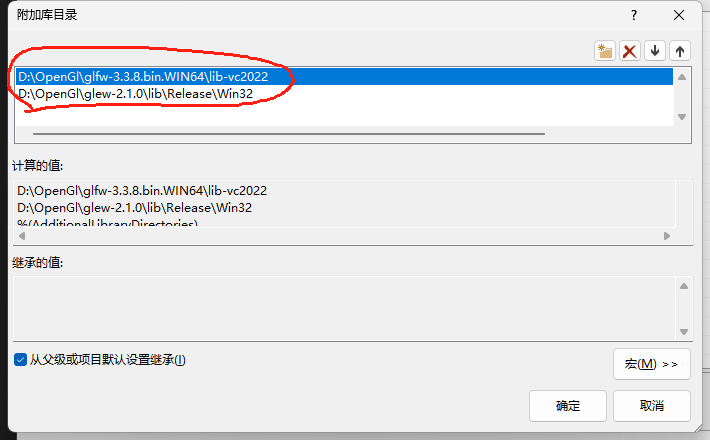 附加库目录
D:\OpenGl\glfw-3.3.8.bin.WIN64\lib-vc2022
D:\OpenGl\glew-2.1.0\lib\Release\Win32
计算的值:
D:\OpenGl\glfw-3.3.8.bin.WIN64\lib-vc2022
D:\OpenGl\glew-2.1.0\lib\Release\Win32
%(AdditionalLibraryDirectories)
继承的值:
从父级或项目默认设置继承(I)
宏(M) >>
确定
取消